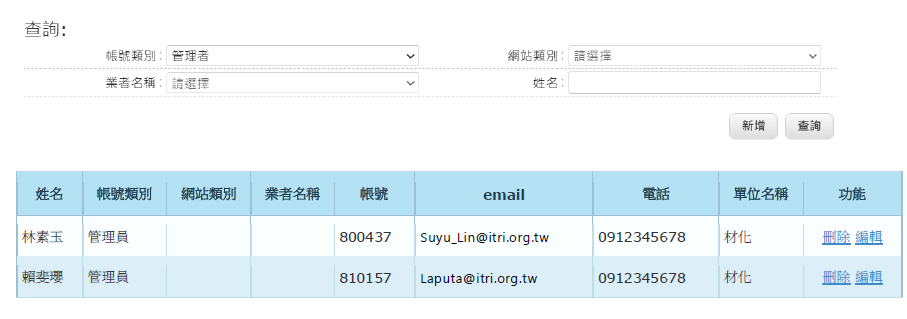 查詢:
帳號類別: 管理者 網站類別: 請選擇
業者名稱: 請選擇 姓名:
新增 查詢
姓名 帳號類別 網站類別 業者名稱 帳號 email 電話 單位名稱 功能
林素玉 管理員 800437 Suyu_Lin@itri.org.tw 0912345678 材化 刪除 編輯
賴斐瓔 管理員 810157 Laputa@itri.org.tw 0912345678 材化 刪除 編輯